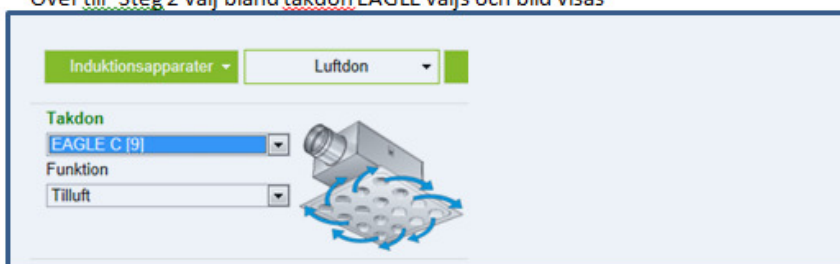 Över till Steg 2 välj bland takdon EAGLE väljs och bild visas
Induktionsapparater Luftdon
Takdon
EAGLE C [9]
Funktion
Tilluft